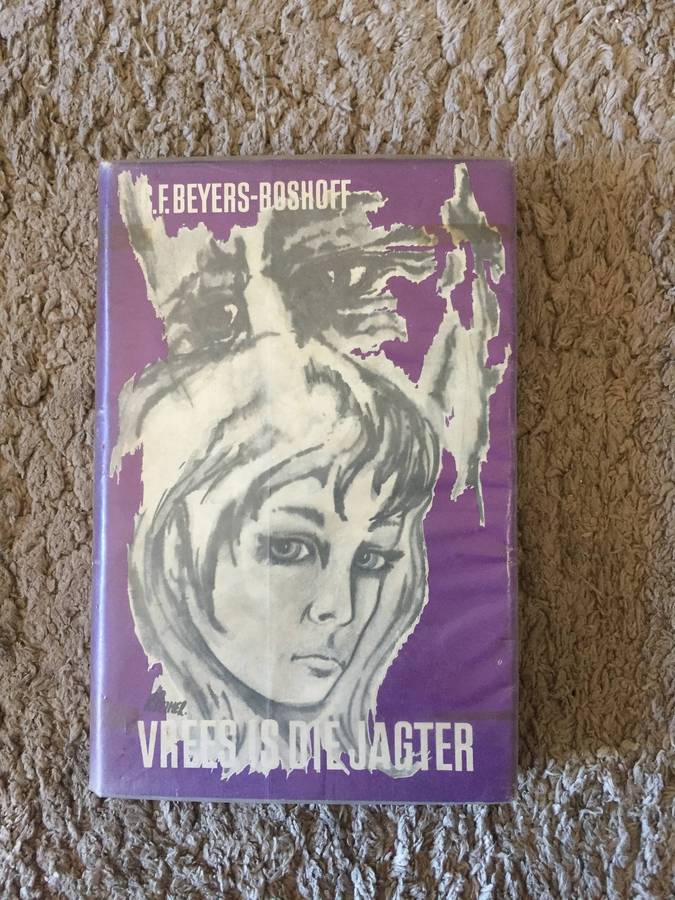 C.F. BEYERS-BOSHOFF
VREES IS DIE JAGTER